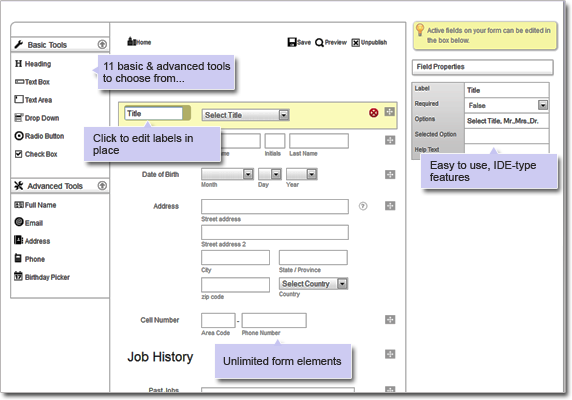 Basic Tools
Heading
Text Box
Text Area
Drop Down
Radio Button
Check Box
Advanced Tools
Full Name
Email
Address
Phone
Birthday Picker
Home
Save
Preview
Unpublish
11 basic & advanced tools
to choose from...
Title
Select Title
Click to edit labels in
place
Initials
Last Name
Date of Birth
Month
Day
Year
Address
?
Street address
Street address 2
City
State / Province
Select Country
zip code
Country
Cell Number
-
Area Code
Phone Number
Job History
Unlimited form elements
Past Jobs
Active fields on
your form can be edited in
the box below.
Field Properties
Label
Title
Required
False
Options
Select Title, Mr.,Mrs.,Dr.
Selected Option
Help Text
Easy to use, IDE-type
features